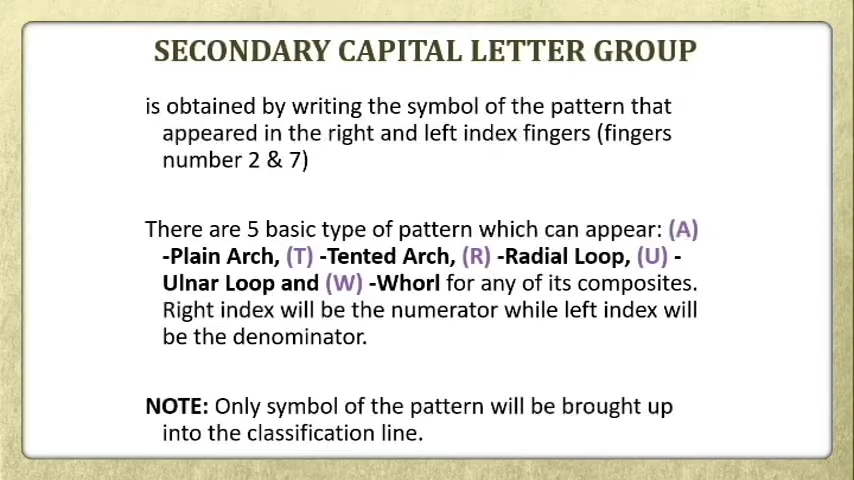 SECONDARY CAPITAL LETTER GROUP
is obtained by writing the symbol of the pattern that
appeared in the right and left index fingers (fingers
number 2 & 7)
There are 5 basic type of pattern which can appear: (A)
-Plain Arch, (T) -Tented Arch, (R) -Radial Loop, (U) -
Ulnar Loop and (W) -Whorl for any of its composites.
Right index will be the numerator while left index will
be the denominator.
NOTE: Only symbol of the pattern will be brought up
into the classification line.